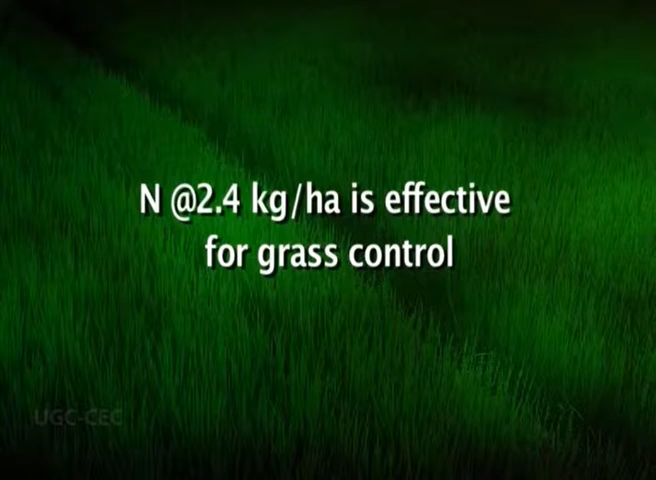 N @2.4 kg/ha is effective
for grass control
UGC-CEC